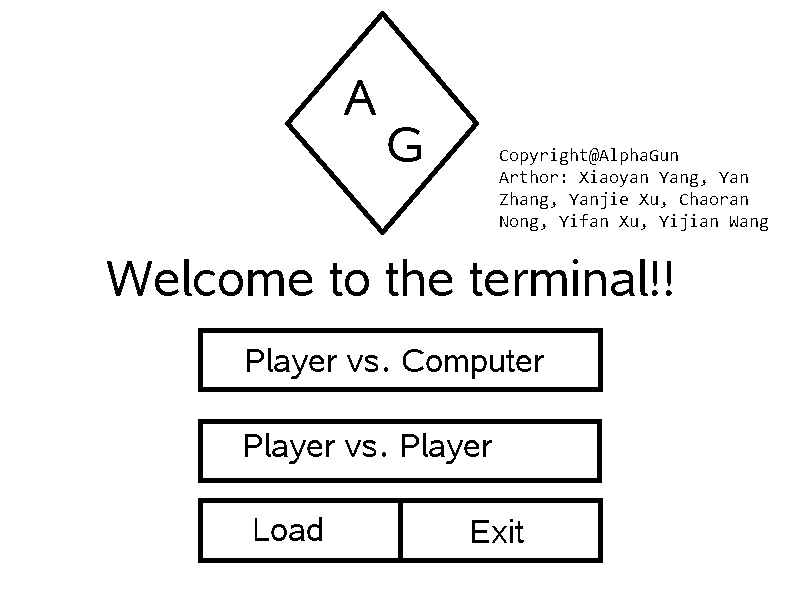 A
G
Copyright@AlphaGun
Arthor: Xiaoyan Yang, Yan
Zhang, Yanjie Xu, Chaoran
Nong, Yifan Xu, Yijian Wang
Welcome to the terminal!!
Player vs. Computer
Player vs. Player
Load
Exit